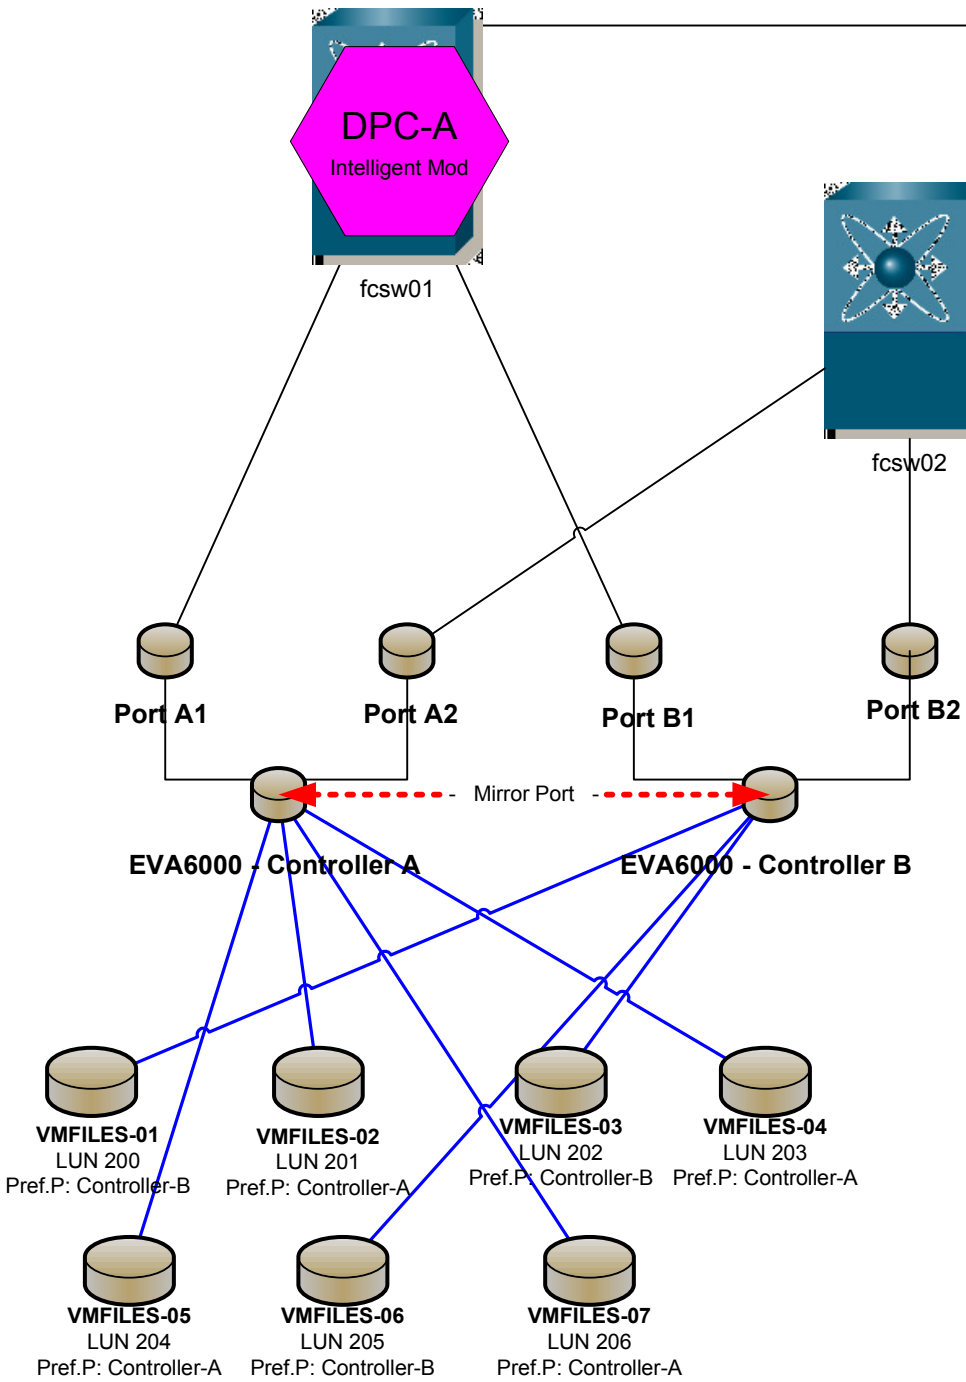 DPC-A
Intelligent Mod
fcsw01
fcsw02
Port A1
Port A2
Port B1
Port B2
- Mirror Port -
EVA6000 - Controller A
EVA6000 - Controller B
VMFILES-01
LUN 200
Pref.P: Controller-B
VMFILES-02
LUN 201
Pref.P: Controller-A
VMFILES-03
LUN 202
Pref.P: Controller-B
VMFILES-04
LUN 203
Pref.P: Controller-A
VMFILES-05
LUN 204
Pref.P: Controller-A
VMFILES-06
LUN 205
Pref.P: Controller-B
VMFILES-07
LUN 206
Pref.P: Controller-A